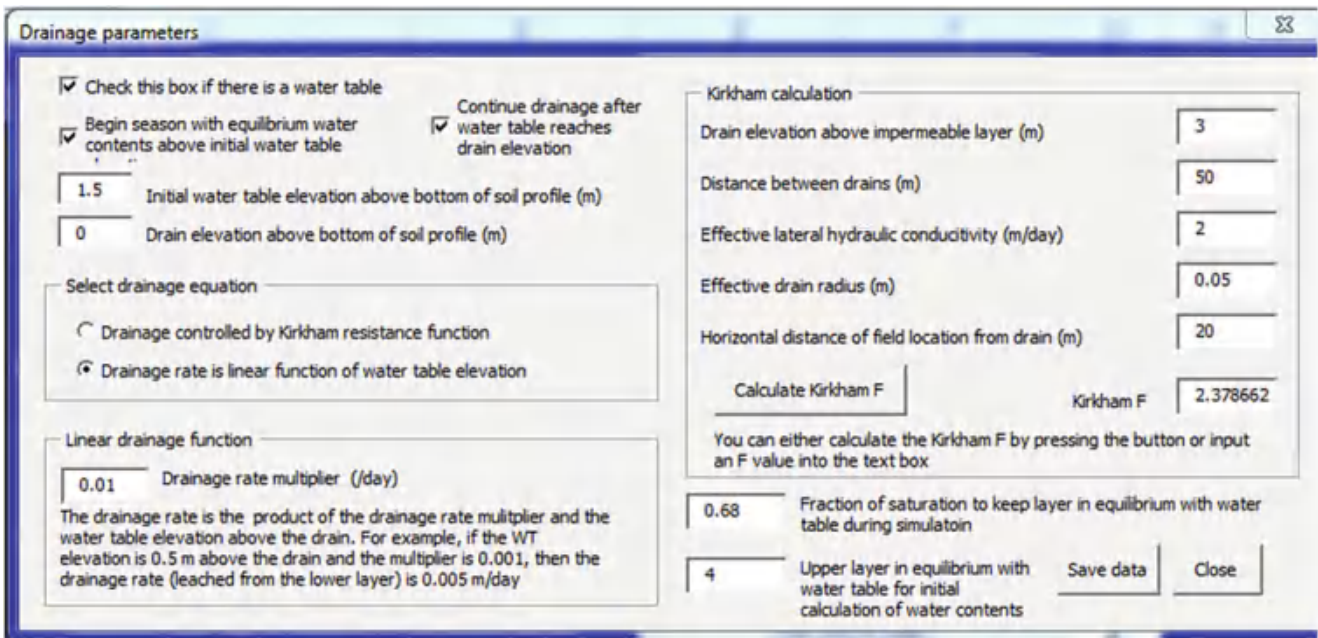 Drainage parameters
Check this box if there is a water table
Begin season with equilibrium water
contents above initial water table
Continue drainage after
water table reaches
drain elevation
1.5 Initial water table elevation above bottom of soil profile (m)
0 Drain elevation above bottom of soil profile (m)
Select drainage equation
Drainage controlled by Kirkham resistance function
Drainage rate is linear function of water table elevation
Linear drainage function
0.01 Drainage rate multiplier (/day)
The drainage rate is the product of the drainage rate mulitplier and the
water table elevation above the drain. For example, if the WT
elevation is 0.5 m above the drain and the multiplier is 0.001, then the
drainage rate (leached from the lower layer) is 0.005 m/day
Kirkham calculation
Drain elevation above impermeable layer (m) 3
Distance between drains (m) 50
Effective lateral hydraulic conducitivity (m/day) 2
Effective drain radius (m) 0.05
Horizontal distance of field location from drain (m) 20
Calculate Kirkham F Kirkham F 2.378662
You can either calculate the Kirkham F by pressing the button or input
an F value into the text box
0.68 Fraction of saturation to keep layer in equilibrium with water
table during simulatoin
4 Upper layer in equilibrium with
water table for initial
calculation of water contents
Save data Close